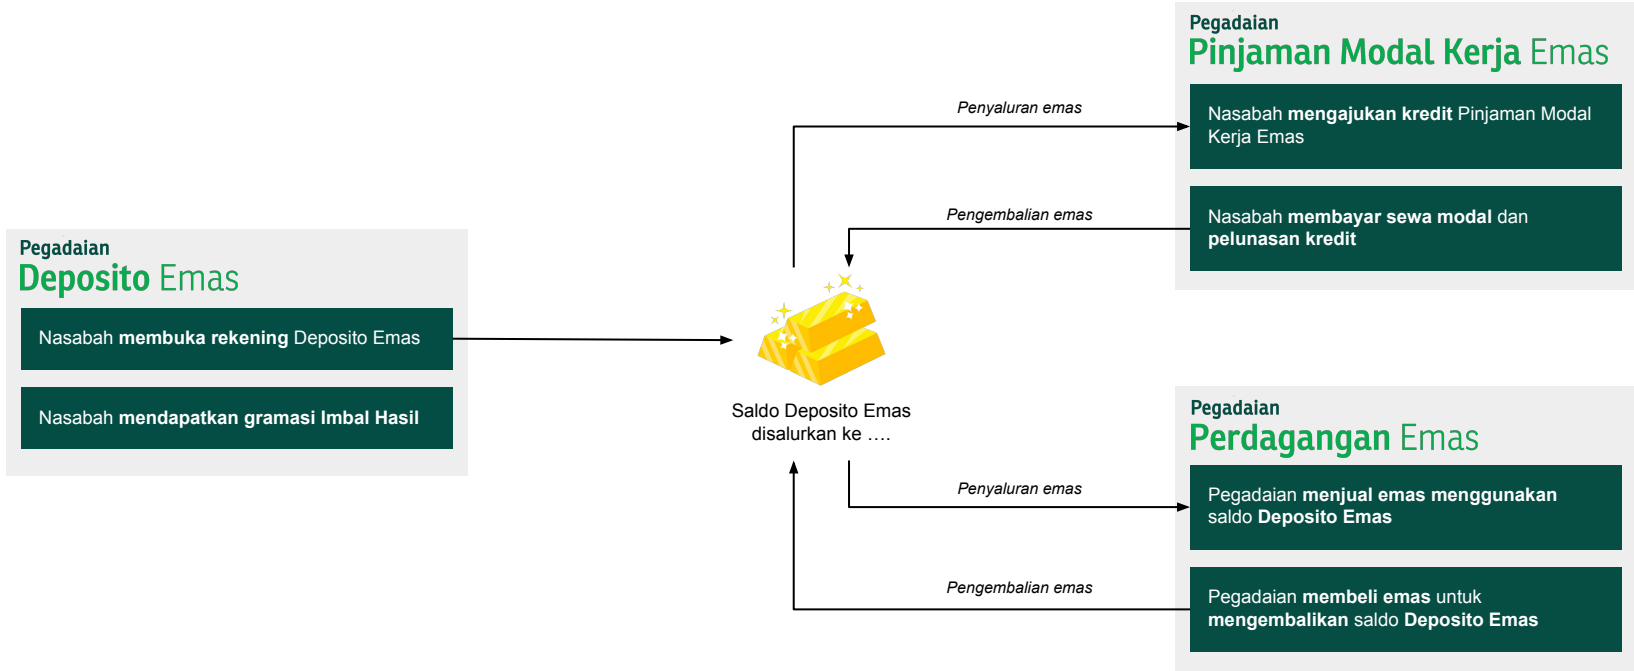 Pegadaian
Deposito Emas
Nasabah membuka rekening Deposito Emas
Nasabah mendapatkan gramasi Imbal Hasil
Saldo Deposito Emas
disalurkan ke ....
Penyaluran emas
Pengembalian emas
Pegadaian
Pinjaman Modal Kerja Emas
Nasabah mengajukan kredit Pinjaman Modal
Kerja Emas
Nasabah membayar sewa modal dan
pelunasan kredit
Penyaluran emas
Pengembalian emas
Pegadaian
Perdagangan Emas
Pegadaian menjual emas menggunakan
saldo Deposito Emas
Pegadaian membeli emas untuk
mengembalikan saldo Deposito Emas